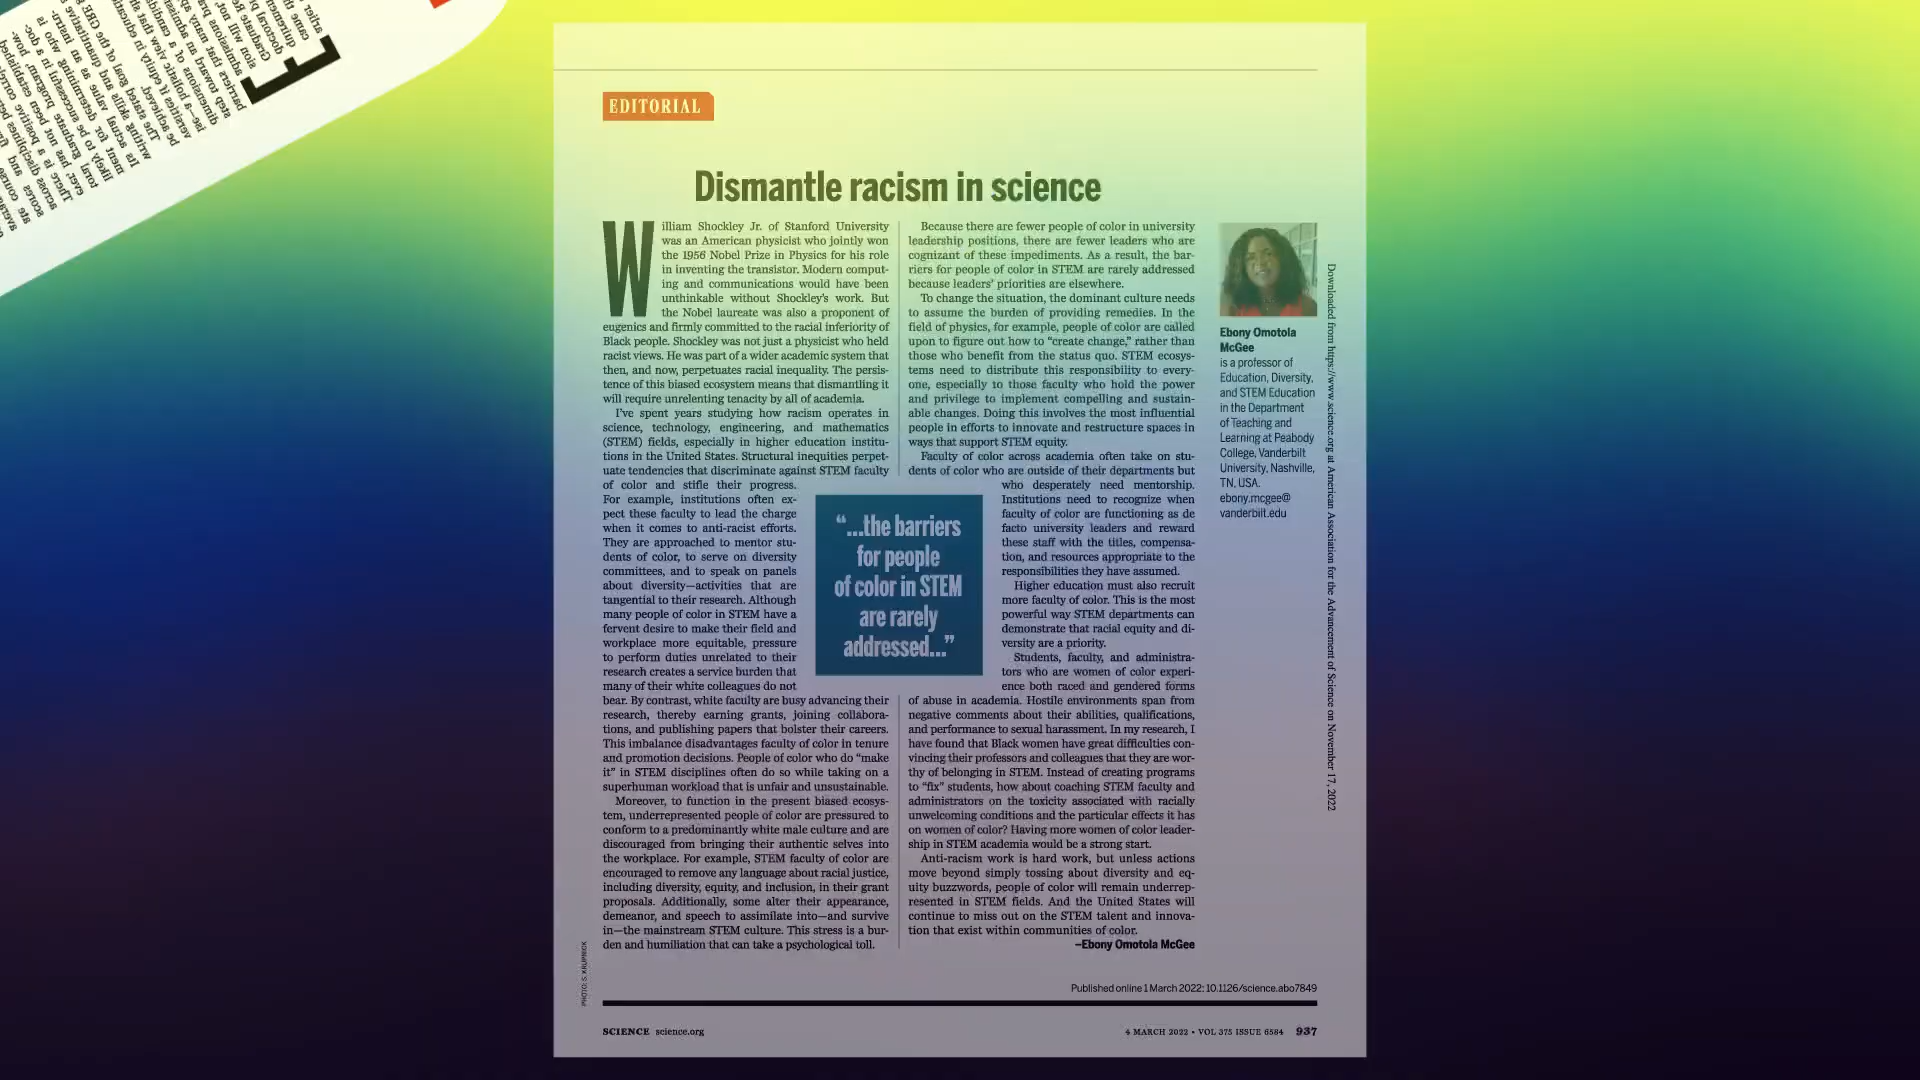 EDITORIAL
Dismantle racism in science
William Shockley Jr. of Stanford University
was an American physicist who jointly won
the 1956 Nobel Prize in Physics for his role
in inventing the transistor. Modern comput-
ing and communications would have been
unthinkable without Shockley's work. But
the Nobel laureate was also a proponent of
eugenics and firmly committed to the racial inferiority of
Black people. Shockley was not just a physicist who held
racist views. He was part of a wider academic system that
then, and now, perpetuates racial inequality. The persis-
tence of this biased ecosystem means that dismantling it
will require unrelenting tenacity by all of academia.
I've spent years studying how racism operates in
science, technology, engineering, and mathematics
(STEM) fields, especially in higher education institu-
tions in the United States. Structural inequities perpet-
uate tendencies that discriminate against STEM faculty
of color and stifle their progress.
For example, institutions often ex-
pect these faculty to lead the charge
when it comes to anti-racist efforts.
They are approached to mentor stu-
dents of color, to serve on diversity
committees, and to speak on panels
about diversity—activities that are
tangential to their research. Although
many people of color in STEM have a
fervent desire to make their field and
workplace more equitable, pressure
to perform duties unrelated to their
research creates a service burden that
many of their white colleagues do not
bear. By contrast, white faculty are busy advancing their
research, thereby earning grants, joining collabora-
tions, and publishing papers that bolster their careers.
This imbalance disadvantages faculty of color in tenure
and promotion decisions. People of color who do “make
it” in STEM disciplines often do so while taking on a
superhuman workload that is unfair and unsustainable.
Moreover, to function in the present biased ecosys-
tem, underrepresented people of color are pressured to
conform to a predominantly white male culture and are
discouraged from bringing their authentic selves into
the workplace. For example, STEM faculty of color are
encouraged to remove any language about racial justice,
including diversity, equity, and inclusion, in their grant
proposals. Additionally, some alter their appearance,
demeanor, and speech to assimilate into—and survive
in—the mainstream STEM culture. This stress is a bur-
den and humiliation that can take a psychological toll.
“...the barriers
for people
of color in STEM
are rarely
addressed...”
Because there are fewer people of color in university
leadership positions, there are fewer leaders who are
cognizant of these impediments. As a result, the bar-
riers for people of color in STEM are rarely addressed
because leaders' priorities are elsewhere.
To change the situation, the dominant culture needs
to assume the burden of providing remedies. In the
field of physics, for example, people of color are called
upon to figure out how to “create change,” rather than
those who benefit from the status quo. STEM ecosys-
tems need to distribute this responsibility to every-
one, especially to those faculty who hold the power
and privilege to implement compelling and sustain-
able changes. Doing this involves the most influential
people in efforts to innovate and restructure spaces in
ways that support STEM equity.
Faculty of color across academia often take on stu-
dents of color who are outside of their departments but
who desperately need mentorship.
Institutions need to recognize when
faculty of color are functioning as de
facto university leaders and reward
these staff with the titles, compensa-
tion, and resources appropriate to the
responsibilities they have assumed.
Higher education must also recruit
more faculty of color. This is the most
powerful way STEM departments can
demonstrate that racial equity and di-
versity are a priority.
Students, faculty, and administra-
tors who are women of color experi-
ence both raced and gendered forms
of abuse in academia. Hostile environments span from
negative comments about their abilities, qualifications,
and performance to sexual harassment. In my research, I
have found that Black women have great difficulties con-
vincing their professors and colleagues that they are wor-
thy of belonging in STEM. Instead of creating programs
to “fix” students, how about coaching STEM faculty and
administrators on the toxicity associated with racially
unwelcoming conditions and the particular effects it has
on women of color? Having more women of color leader-
ship in STEM academia would be a strong start.
Anti-racism work is hard work, but unless actions
move beyond simply tossing about diversity and eq-
uity buzzwords, people of color will remain underrep-
resented in STEM fields. And the United States will
continue to miss out on the STEM talent and innova-
tion that exist within communities of color.
–Ebony Omotola McGee
Ebony Omotola
McGee
is a professor of
Education, Diversity,
and STEM Education
in the Department
of Teaching and
Learning at Peabody
College, Vanderbilt
University, Nashville,
TN, USA.
ebony.mcgee@
vanderbilt.edu
Downloaded from https://www.science.org at American Association for the Advancement of Science on November 17, 2022
PHOTO: S. KRUPNICK
Published online 1 March 2022; 10.1126/science.abo7849
SCIENCE science.org
4 MARCH 2022 • VOL 375 ISSUE 6584 937